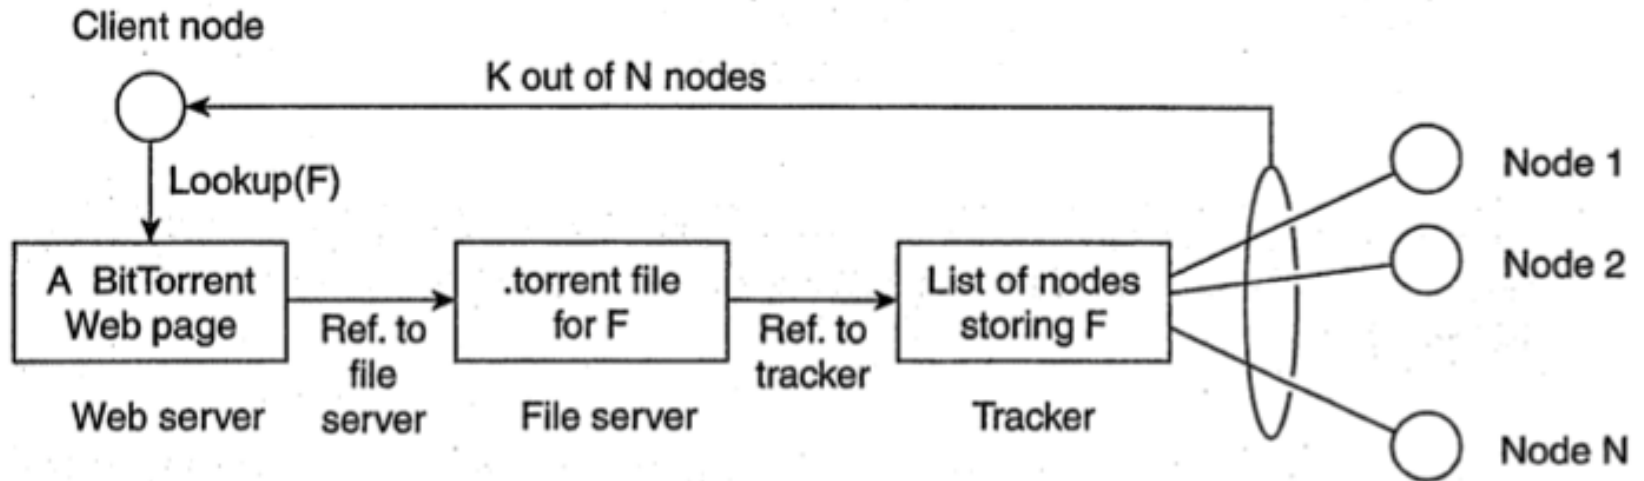 Client node
K out of N nodes
Lookup(F)
Node 1
Node 2
A BitTorrent
Web page
Ref. to
file
server
.torrent file
for F
Ref. to
tracker
List of nodes
storing F
Web server
File server
Tracker
Node N